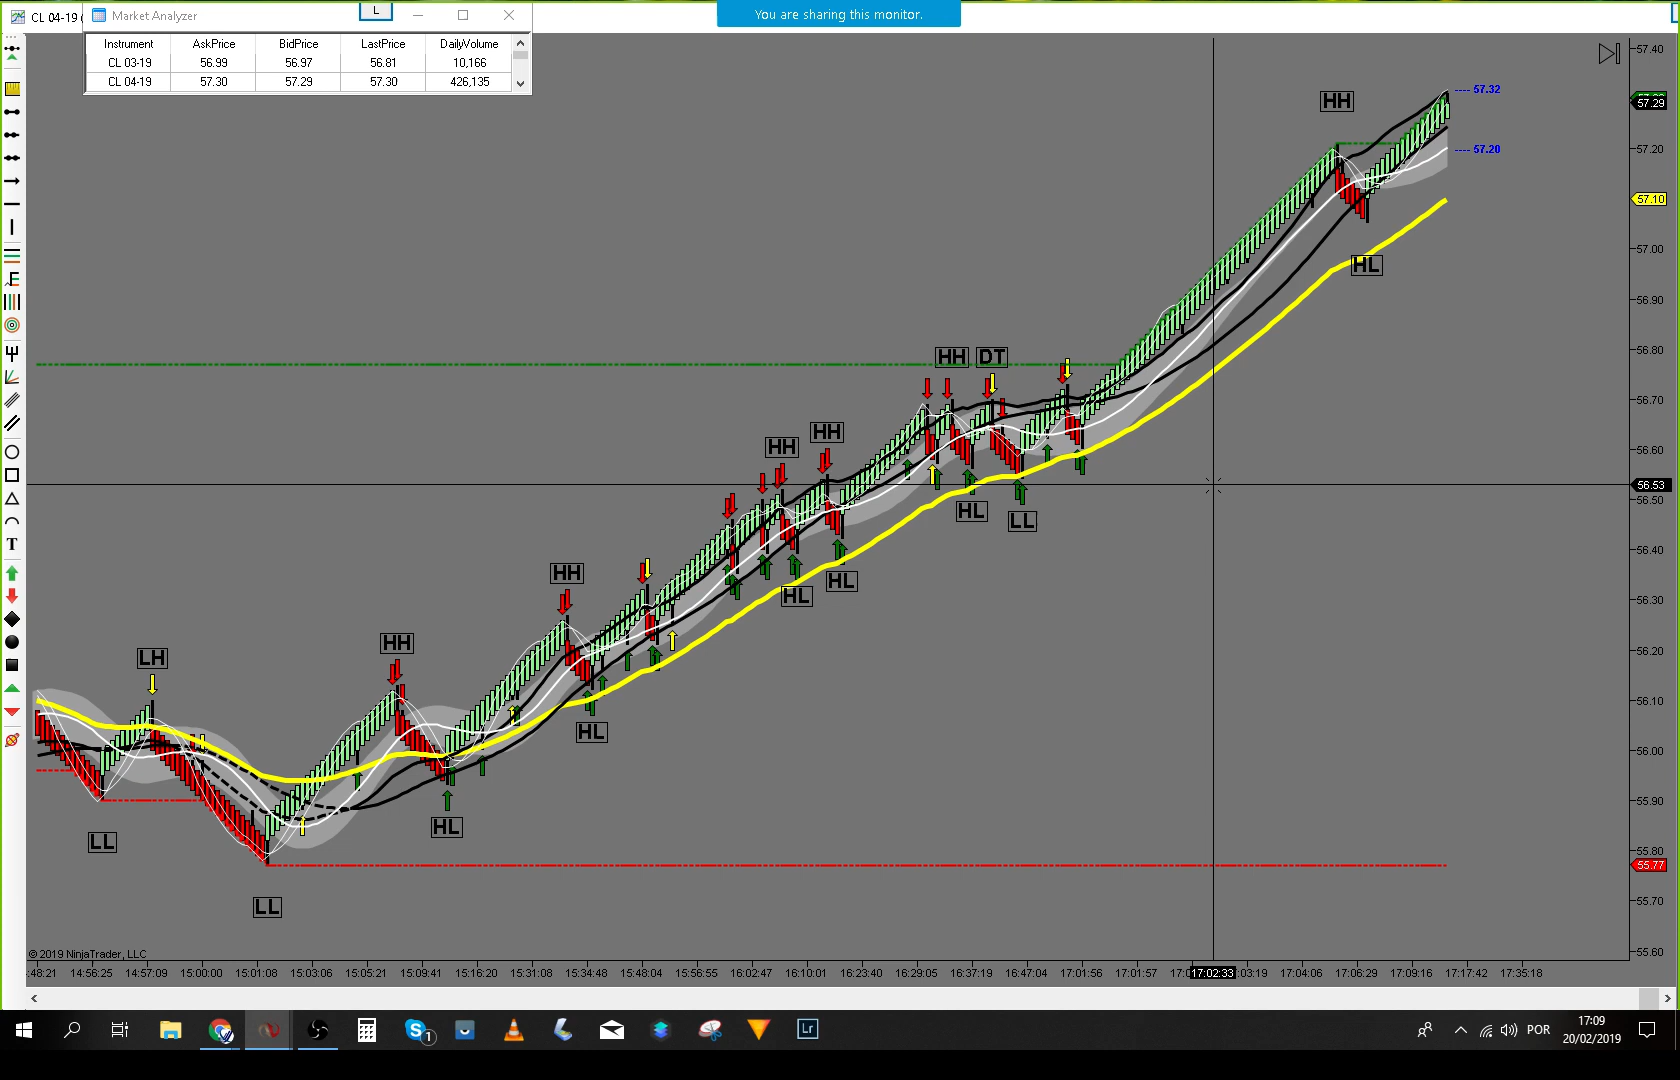 CL 04-19
Market Analyzer
L
You are sharing this monitor.
Instrument AskPrice BidPrice LastPrice DailyVolume
CL 03-19 56.99 56.97 56.81 10,166
CL 04-19 57.30 57.29 57.30 426,135
57.40
57.32
57.29
57.20
57.20
57.10
57.00
56.90
56.80
56.70
56.60
56.53
56.50
56.40
56.30
56.20
56.10
56.00
55.90
55.80
55.77
55.70
55.60
HH
HL
HH DT
HH
HH
HL
LL
HH
HL
HL
HH
LH
HL
HL
LL
LL
F
T
© 2019 NinjaTrader, LLC
:48:21 14:56:25 14:57:09 15:00:00 15:01:08 15:03:06 15:05:21 15:09:41 15:16:20 15:31:08 15:34:48 15:48:04 15:56:55 16:02:47 16:10:01 16:23:40 16:29:05 16:37:19 16:47:04 17:01:56 17:01:57 17:02:33 :03:19 17:04:06 17:06:29 17:09:16 17:17:42 17:35:18
1
Lr
POR
17:09
20/02/2019